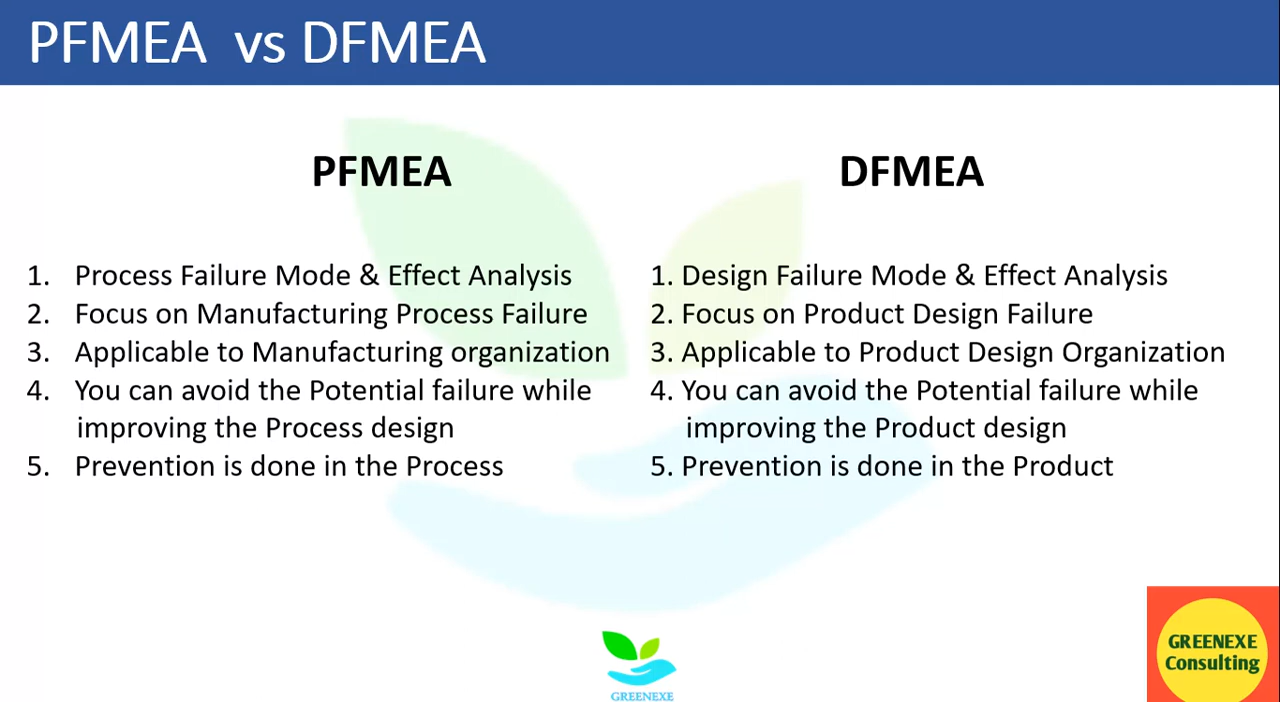 PFMEA vs DFMEA
PFMEA
1. Process Failure Mode & Effect Analysis
2. Focus on Manufacturing Process Failure
3. Applicable to Manufacturing organization
4. You can avoid the Potential failure while
improving the Process design
5. Prevention is done in the Process
DFMEA
1. Design Failure Mode & Effect Analysis
2. Focus on Product Design Failure
3. Applicable to Product Design Organization
4. You can avoid the Potential failure while
improving the Product design
5. Prevention is done in the Product
GREENEXE
GREENEXE
Consulting